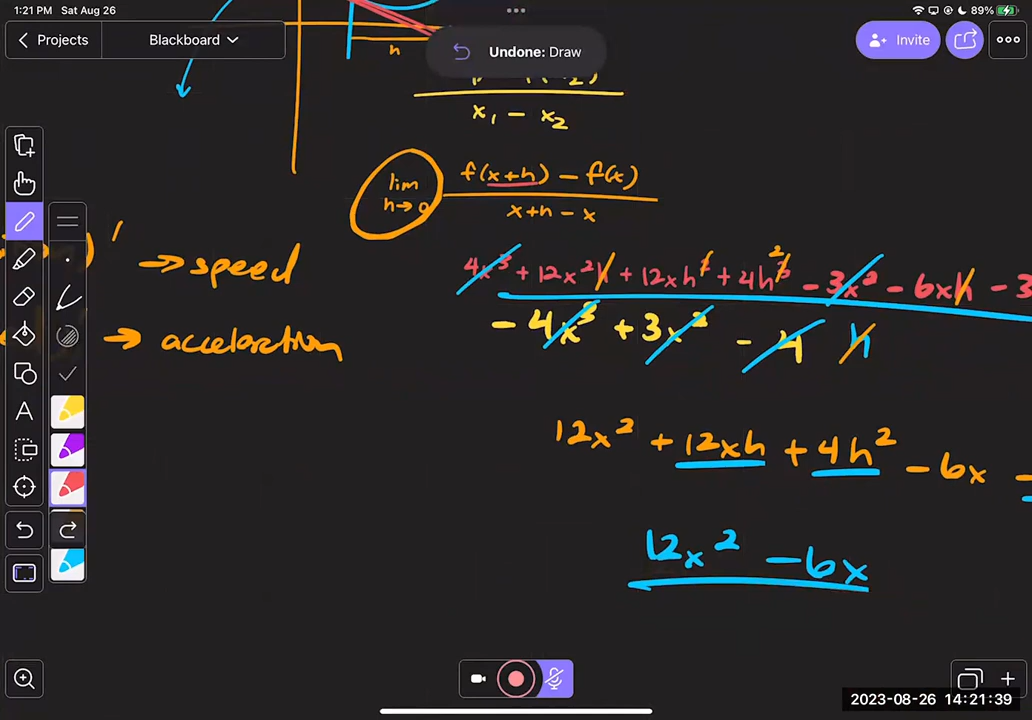 1:21 PM Sat Aug 26
89%
Projects
Blackboard
Undone: Draw
Invite
h
x₁ - x₂
lim h→0
f(x+h) - f(x)
x+h - x
)' → speed
4x³ + 12x²h + 12xh² + 4h³ - 3x² - 6xh - 3
- 4x³ + 3x² - 4
h
→ acceleration
12x² + 12xh + 4h² - 6x -
12x² - 6x
A
2023-08-26 14:21:39